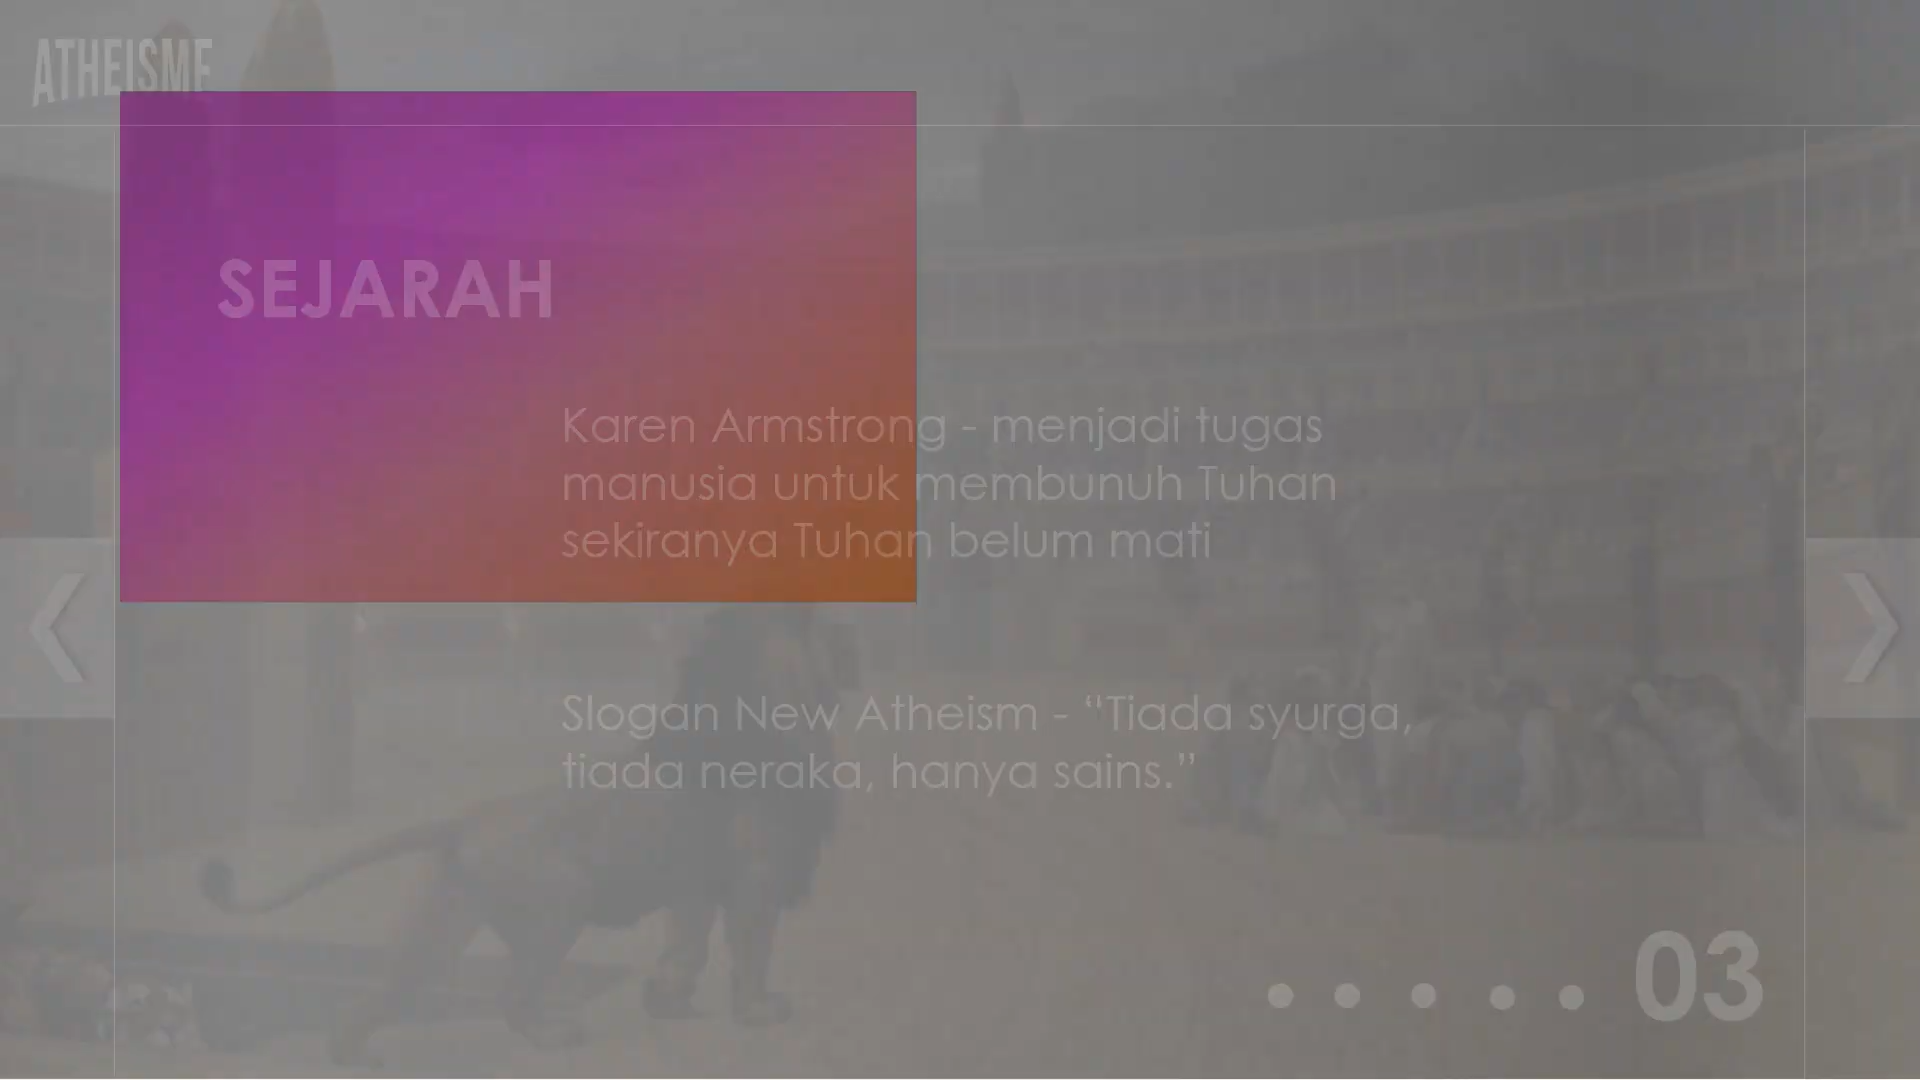 ATHEISME
SEJARAH
Karen Armstrong - menjadi tugas
manusia untuk membunuh Tuhan
sekiranya Tuhan belum mati
Slogan New Atheism - “Tiada syurga,
tiada neraka, hanya sains.”
03